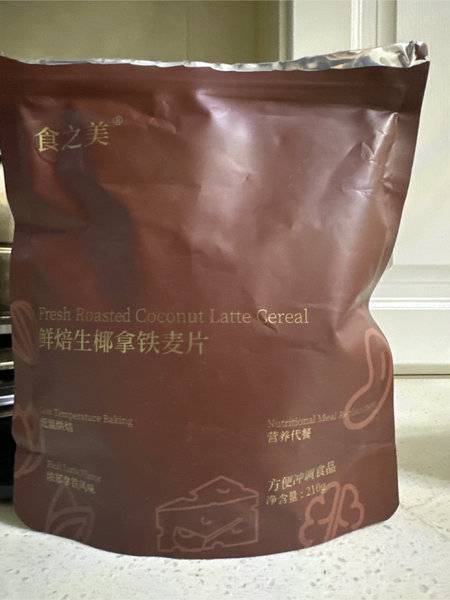 食之美®
Fresh Roasted Coconut Latte Cereal
鲜焙生椰拿铁麦片
Low Temperature Baking
低温烘焙
Nutritional Meal
营养代餐
Rich Latte Flavor
浓郁拿铁风味
方便冲调食品
净含量:210g